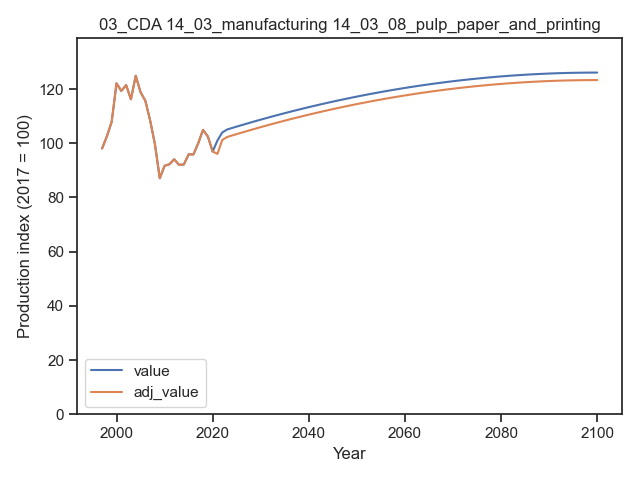 03_CDA 14_03_manufacturing 14_03_08_pulp_paper_and_printing
Production index (2017 = 100)
120
100
80
60
40
20
0
value
adj_value
2000
2020
2040
2060
2080
2100
Year